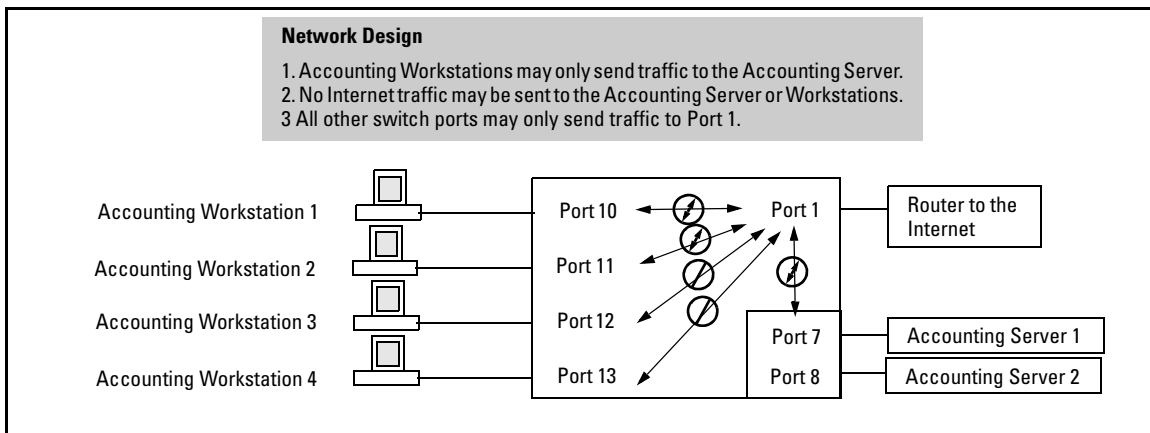 Network Design
1. Accounting Workstations may only send traffic to the Accounting Server.
2. No Internet traffic may be sent to the Accounting Server or Workstations.
3 All other switch ports may only send traffic to Port 1.
Accounting Workstation 1
Port 10
Port 1
Router to the
Internet
Accounting Workstation 2
Port 11
Accounting Workstation 3
Port 12
Port 7
Accounting Server 1
Accounting Workstation 4
Port 13
Port 8
Accounting Server 2